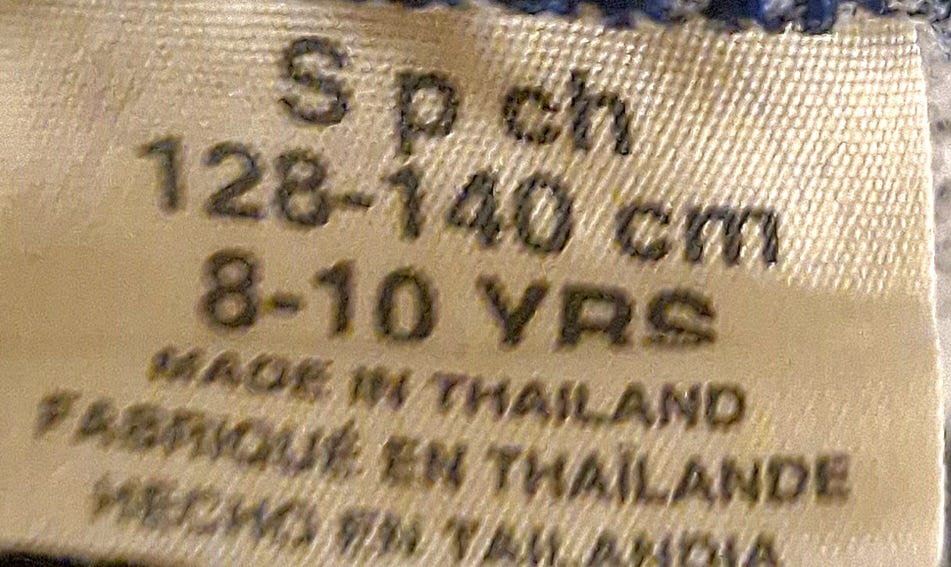 S p ch
128-140 cm
8-10 YRS
MADE IN THAILAND
FABRIQUÉ EN THAÏLANDE
HECHO EN TAILANDIA